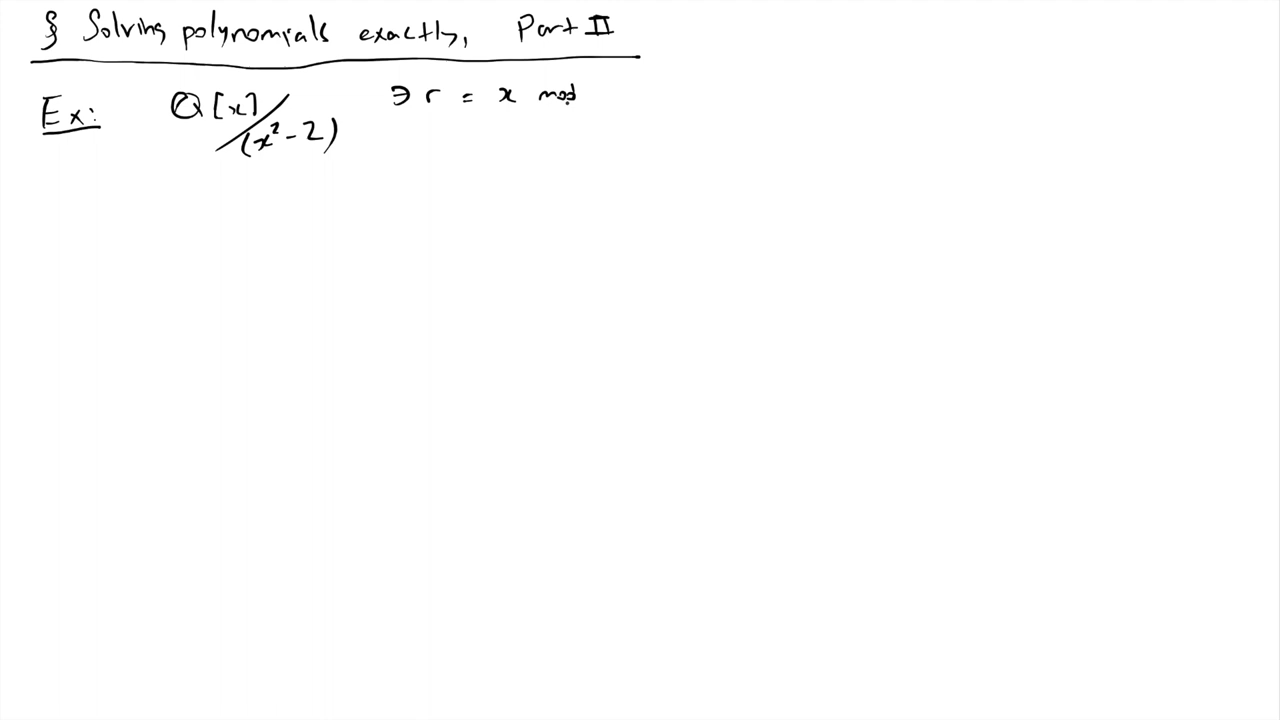 § Solving polynomials exactly, Part II
Ex: Q[x]/(x² - 2) ∋ r = x mod